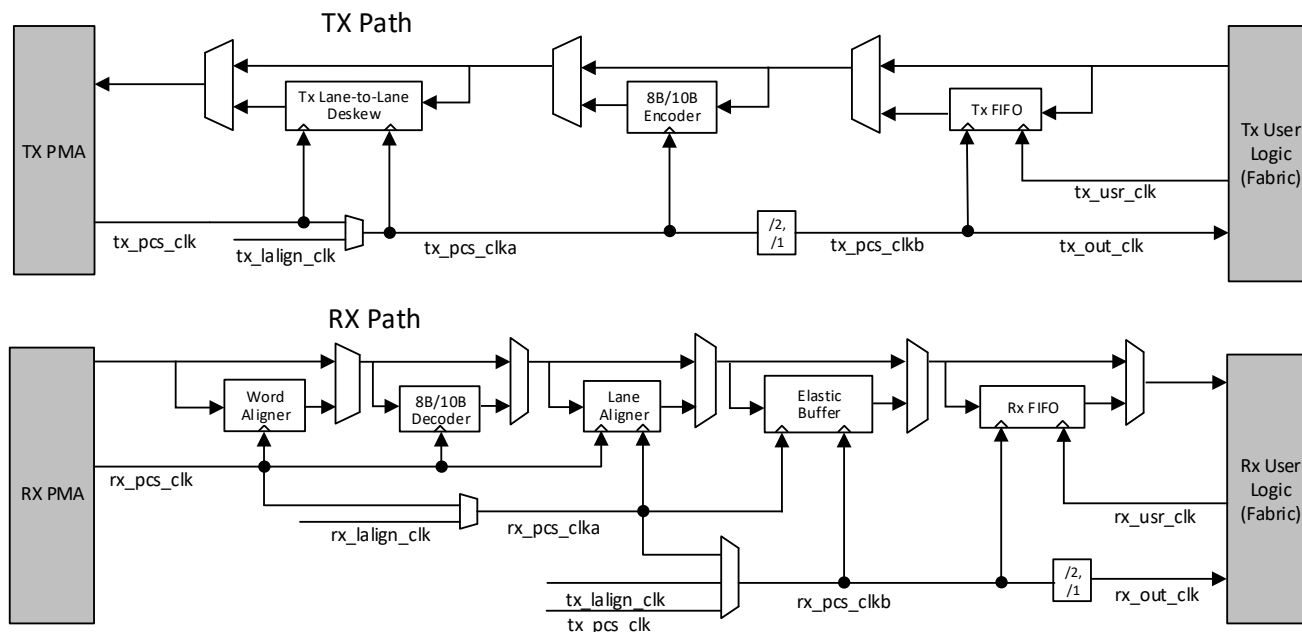 TX Path
TX PMA
Tx Lane-to-Lane
Deskew
8B/10B
Encoder
Tx FIFO
Tx User
Logic
(Fabric)
tx_usr_clk
tx_pcs_clk
tx_lalign_clk
tx_pcs_clka
/2,
/1
tx_pcs_clkb
tx_out_clk
RX Path
RX PMA
Word
Aligner
8B/10B
Decoder
Lane
Aligner
Elastic
Buffer
Rx FIFO
Rx User
Logic
(Fabric)
rx_pcs_clk
rx_lalign_clk
rx_pcs_clka
rx_usr_clk
tx_lalign_clk
tx_pcs_clk
rx_pcs_clkb
/2,
/1
rx_out_clk